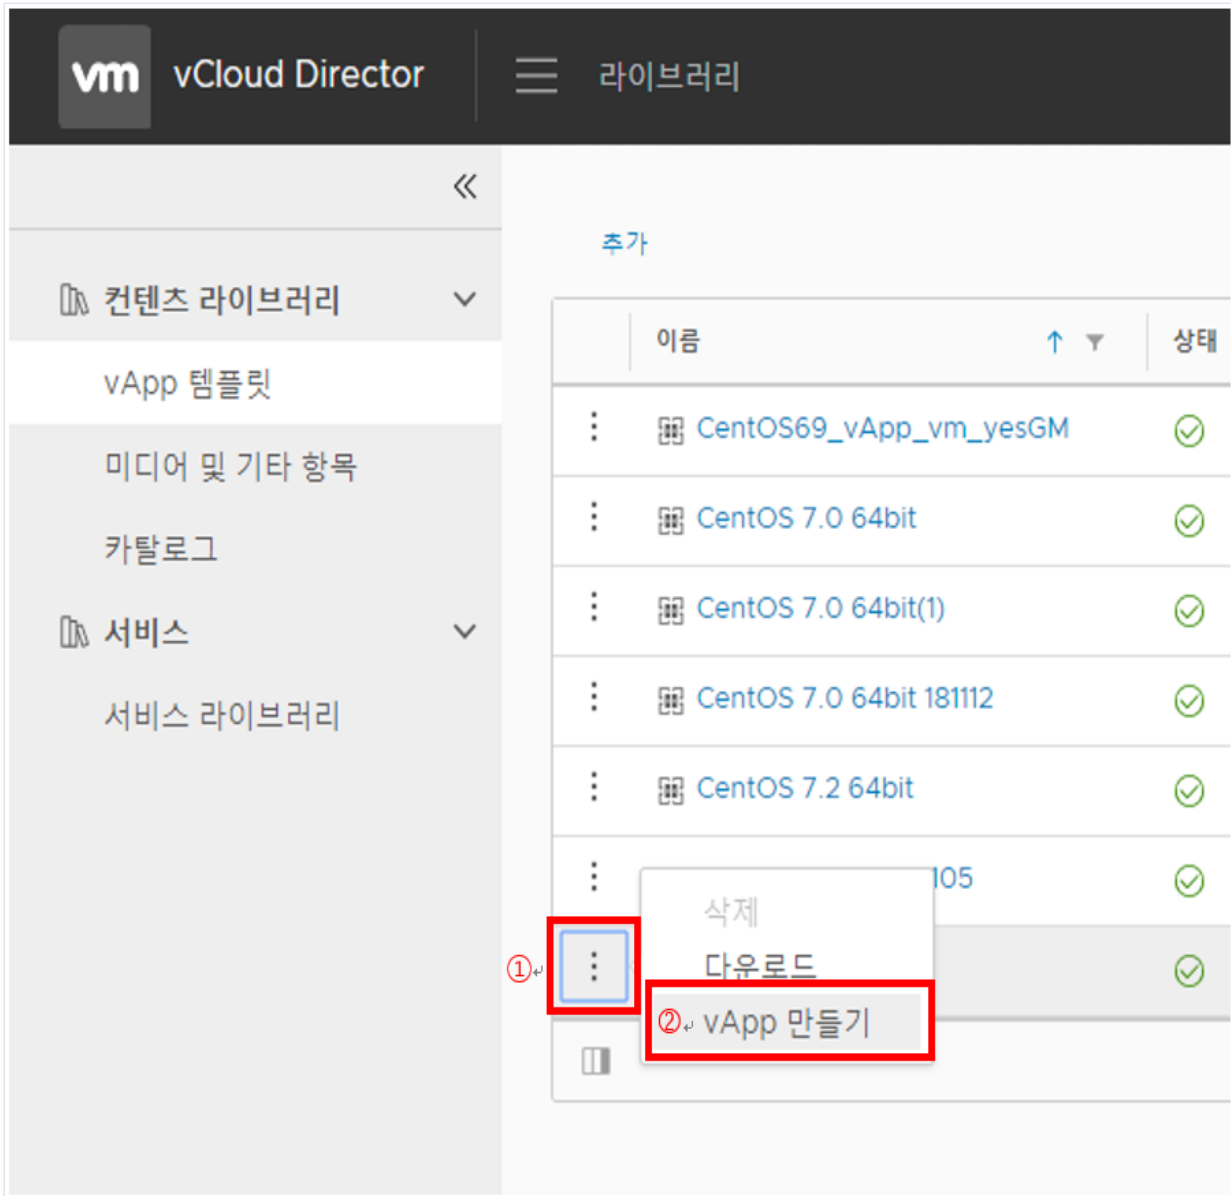 vm vCloud Director 라이브러리
추가
컨텐츠 라이브러리
vApp 템플릿
미디어 및 기타 항목
카탈로그
서비스
서비스 라이브러리
이름 상태
CentOS69_vApp_vm_yesGM
CentOS 7.0 64bit
CentOS 7.0 64bit(1)
CentOS 7.0 64bit 181112
CentOS 7.2 64bit
105
삭제
① 다운로드
② vApp 만들기